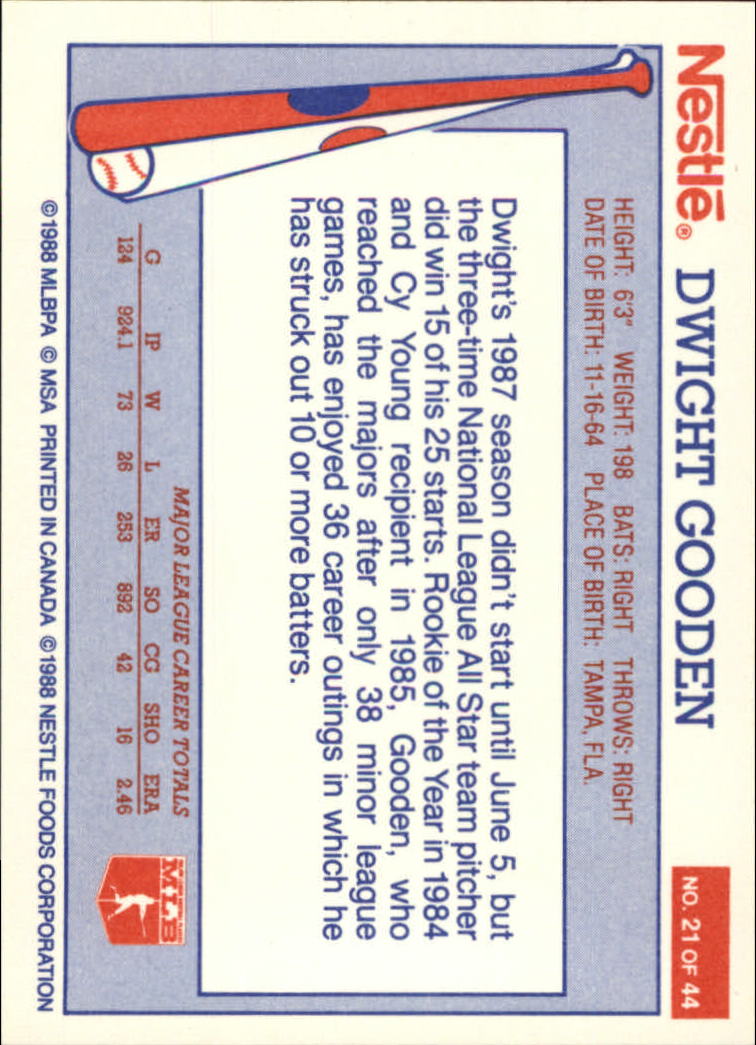 Nestlé® DWIGHT GOODEN
NO. 21 OF 44
HEIGHT: 6'3" WEIGHT: 198 BATS: RIGHT THROWS: RIGHT
DATE OF BIRTH: 11-16-64 PLACE OF BIRTH: TAMPA, FLA.
Dwight's 1987 season didn't start until June 5, but
the three-time National League All Star team pitcher
did win 15 of his 25 starts. Rookie of the Year in 1984
and Cy Young recipient in 1985, Gooden, who
reached the majors after only 38 minor league
games, has enjoyed 36 career outings in which he
has struck out 10 or more batters.
MAJOR LEAGUE CAREER TOTALS
G IP W L ER SO CG SHO ERA
124 924.1 73 26 253 892 42 16 2.46
©1988 MLBPA © MSA PRINTED IN CANADA ©1988 NESTLE FOODS CORPORATION